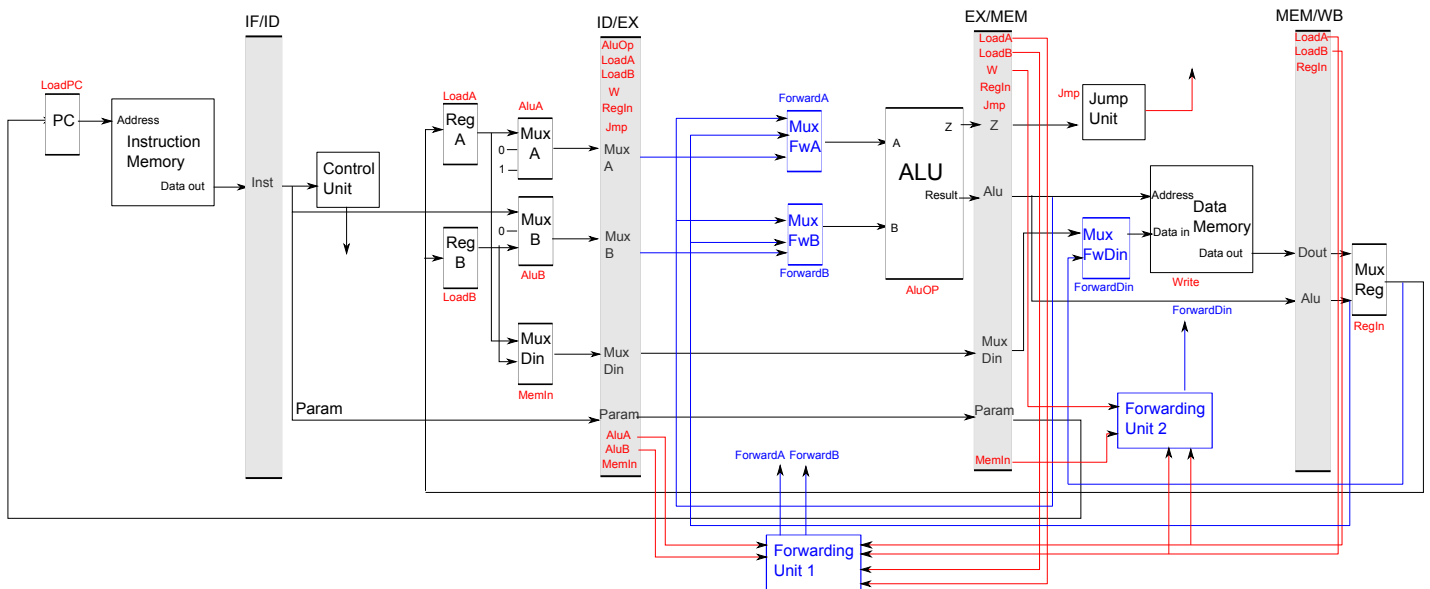 IF/ID
ID/EX
EX/MEM
MEM/WB
LoadPC
PC
Address
Instruction
Memory
Data out
Inst
Control
Unit
Param
LoadA
Reg
A
AluA
Mux
A
0
1
Mux
B
0
AluB
Reg
B
LoadB
Mux
Din
MemIn
AluOp
LoadA
LoadB
W
RegIn
Jmp
Mux
A
Mux
B
Mux
Din
Param
AluA
AluB
MemIn
ForwardA
Mux
FwA
Mux
FwB
ForwardB
A
Z
ALU
Result
B
AluOP
ForwardA
ForwardB
Forwarding
Unit 1
LoadA
LoadB
W
RegIn
Jmp
Z
Alu
Mux
Din
Param
MemIn
Jmp
Jump
Unit
Mux
FwDin
ForwardDin
Address
Data
Memory
Data in
Data out
Write
ForwardDin
Forwarding
Unit 2
LoadA
LoadB
RegIn
Dout
Alu
Mux
Reg
RegIn